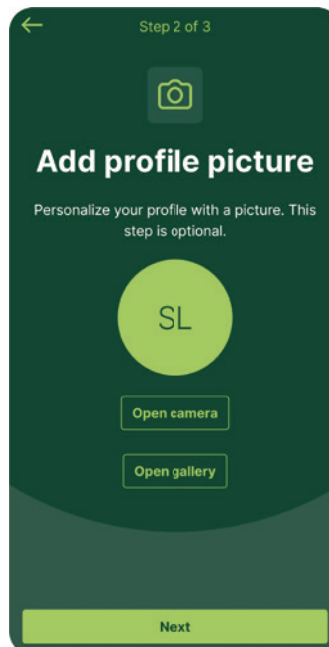 Step 2 of 3
Add profile picture
Personalize your profile with a picture. This
step is optional.
SL
Open camera
Open gallery
Next